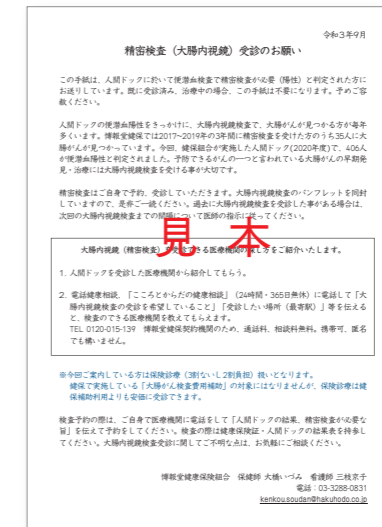 令和3年9月
精密検査（大腸内視鏡）受診のお願い
この手紙は、人間ドックに於いて便潜血検査で精密検査が必要（陽性）と判定された方に
お送りしています。既に受診済み、治療中の場合、この手紙は不要になります。予めご容
赦ください。
人間ドックの便潜血陽性をきっかけに、大腸内視鏡検査で、大腸がんが見つかる方が毎年
多くいます。博報堂健保では2017~2019年の3年間に精密検査を受けた方のうち35人に大
腸がんが見つかっています。今回、健保組合が実施した人間ドック(2020年度)で、406人
が便潜血陽性と判定されました。予防できるがんの一つと言われている大腸がんの早期発
見・治療には大腸内視鏡検査を受ける事が大切です。
精密検査はご自身で予約、受診していただきます。大腸内視鏡検査のパンフレットを同封
していますので、是非ご一読ください。過去に大腸内視鏡検査を受診した事がある場合は、
次回の大腸内視鏡検査までの間隔について医師の指示に従ってください。
見 本
大腸内視鏡（精密検査）を受診できる医療機関の探し方をご紹介いたします。
1. 人間ドックを受診した医療機関から紹介してもらう。
2. 電話健康相談、「こころとからだの健康相談」（24時間・365日無休）に電話して「大
腸内視鏡検査の受診を希望していること」「受診したい場所（最寄駅）」等を伝える
と、検査のできる医療機関を教えてもらえます。
TEL 0120-015-139 博報堂健保契約機関のため、通話料、相談料無料。携帯可、匿名
でも構いません。
※今回ご案内している方は保険診療（3割ないし2割負担）扱いとなります。
健保で実施している「大腸がん検査費用補助」の対象にはなりませんが、保険診療は健
保補助利用よりも安価に受診できます。
検査予約の際は、ご自身で医療機関に電話をして「人間ドックの結果、精密検査が必要な
旨」を伝えて予約をしてください。検査の際は健康保険証・人間ドックの結果表を持参し
てください。大腸内視鏡検査受診に関してご不明な点は、お気軽にご相談ください。
博報堂健康保険組合 保健師 大橋いづみ 看護師 三枝京子
電話：03-3288-0831
kenkou.soudan@hakuhodo.co.jp